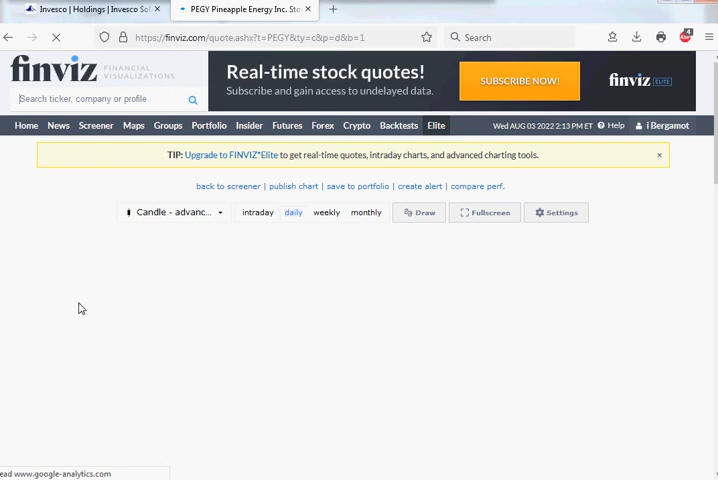 Invesco | Holdings | Invesco Sol
PEGY Pineapple Energy Inc. Sto
https://finviz.com/quote.ashx?t=PEGY&ty=c&p=d&b=1
Search
4
finviz FINANCIAL VISUALIZATIONS
Search ticker, company or profile
Real-time stock quotes!
Subscribe and gain access to undelayed data.
SUBSCRIBE NOW!
finviz ELITE
Home News Screener Maps Groups Portfolio Insider Futures Forex Crypto Backtests Elite Wed AUG 03 2022 2:13 PM ET Help i Bergamot
TIP: Upgrade to FINVIZ*Elite to get real-time quotes, intraday charts, and advanced charting tools. ×
back to screener | publish chart | save to portfolio | create alert | compare perf.
Candle - advanc... intraday daily weekly monthly Draw Fullscreen Settings
ead www.google-analytics.com